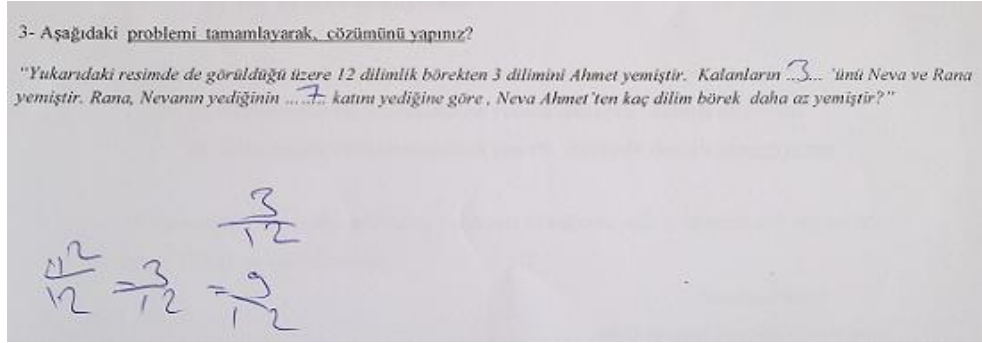 3- Aşağıdaki problemi tamamlayarak, çözümünü yapınız?
"Yukarıdaki resimde de görüldüğü üzere 12 dilimlik börekten 3 dilimini Ahmet yemiştir. Kalanların ..3... 'ünü Neva ve Rana
yemiştir. Rana, Nevanın yediğinin .....7.. katını yediğine göre , Neva Ahmet'ten kaç dilim börek daha az yemiştir?"
3/12
12/12 = 3/12 = 9/12